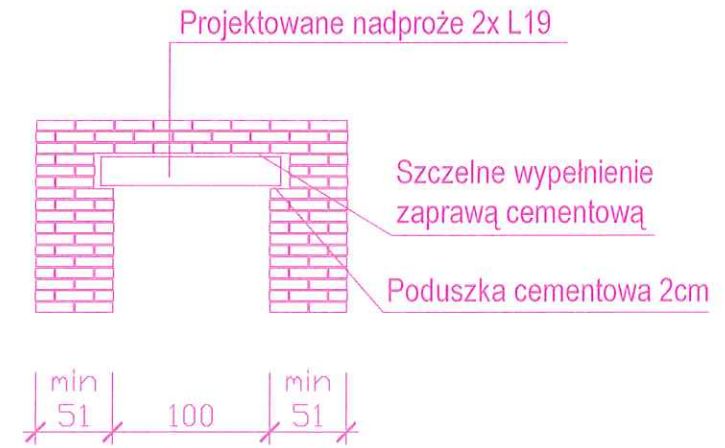 Projektowane nadproże 2x L19
Szczelne wypełnienie
zaprawą cementową
Poduszka cementowa 2cm
min
51
100
min
51